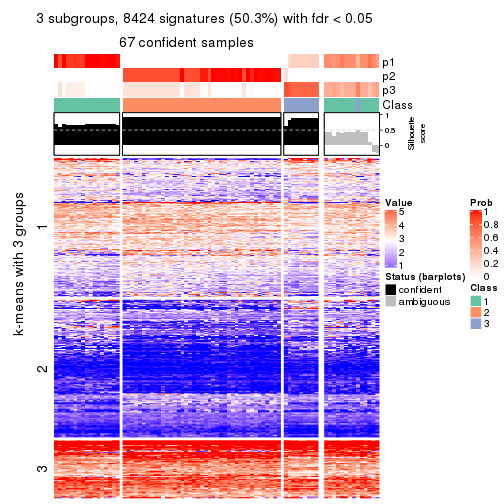 3 subgroups, 8424 signatures (50.3%) with fdr < 0.05
67 confident samples
p1
p2
p3
Class
1
0.5
0
Silhouette
score
k-means with 3 groups
1
2
3
Value
5
4
3
2
1
Status (barplots)
confident
ambiguous
Prob
1
0.8
0.6
0.4
0.2
0
Class
1
2
3